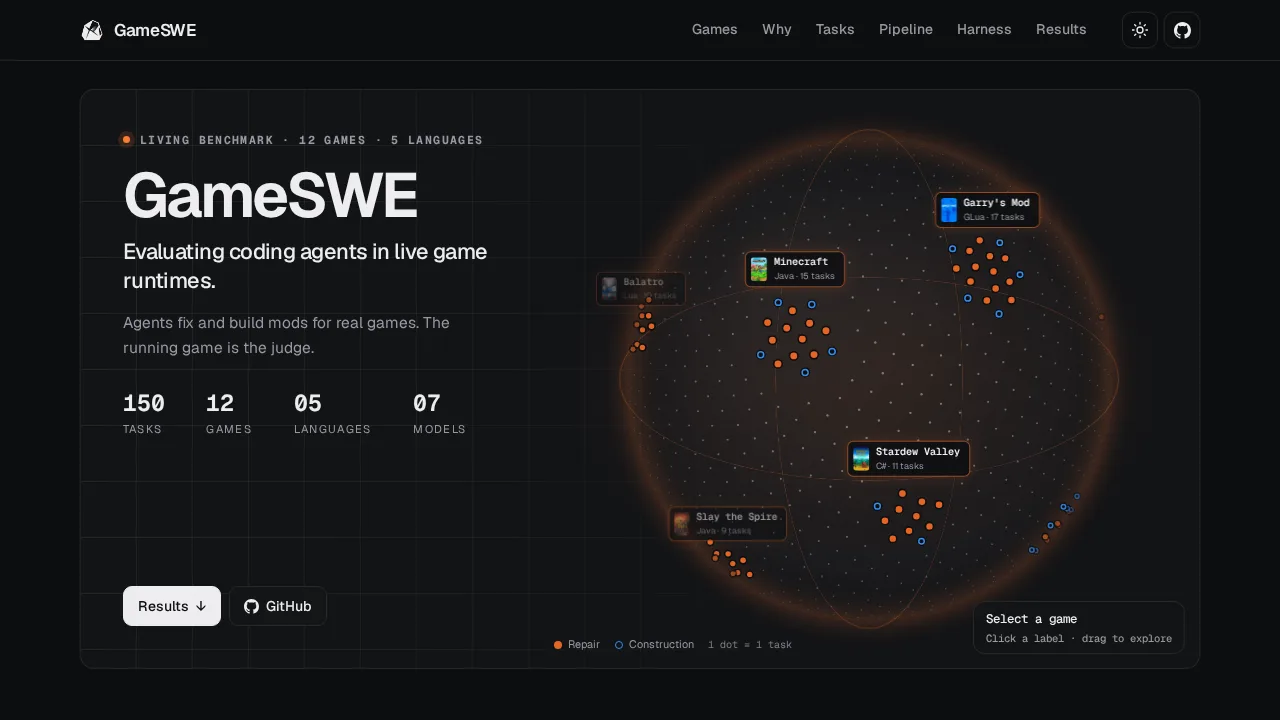 GameSWE
Games Why Tasks Pipeline Harness Results
LIVING BENCHMARK · 12 GAMES · 5 LANGUAGES
GameSWE
Evaluating coding agents in live game
runtimes.
Agents fix and build mods for real games. The
running game is the judge.
150 12 05 07
TASKS GAMES LANGUAGES MODELS
Results ↓
GitHub
Garry's Mod
GLua · 17 tasks
Minecraft
Java · 15 tasks
Balatro
Lua tasks
Stardew Valley
C# · 11 tasks
Slay the Spire
Java · 9 tasks
Repair Construction 1 dot = 1 task
Select a game
Click a label · drag to explore